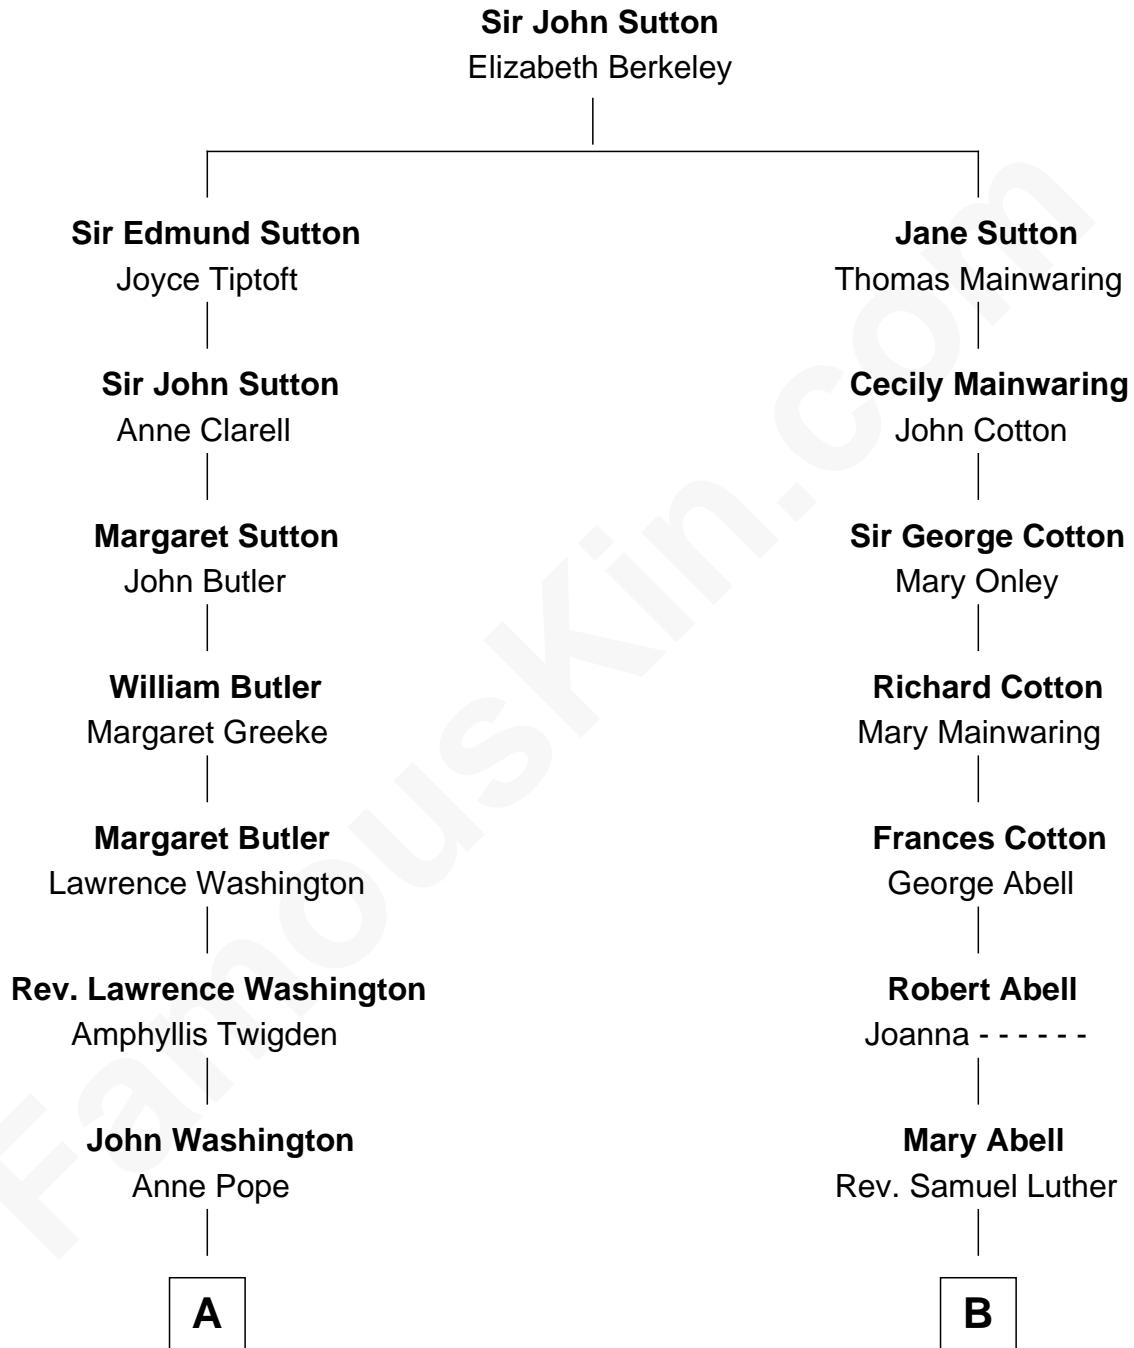 Sir John Sutton
Elizabeth Berkeley
Sir Edmund Sutton
Joyce Tiptoft
Jane Sutton
Thomas Mainwaring
Sir John Sutton
Anne Clarell
Cecily Mainwaring
John Cotton
Margaret Sutton
John Butler
Sir George Cotton
Mary Onley
William Butler
Margaret Greeke
Richard Cotton
Mary Mainwaring
Margaret Butler
Lawrence Washington
Frances Cotton
George Abell
Rev. Lawrence Washington
Amphyllis Twigden
Robert Abell
Joanna - - - - - -
John Washington
Anne Pope
Mary Abell
Rev. Samuel Luther
A
B
FamousKin.com